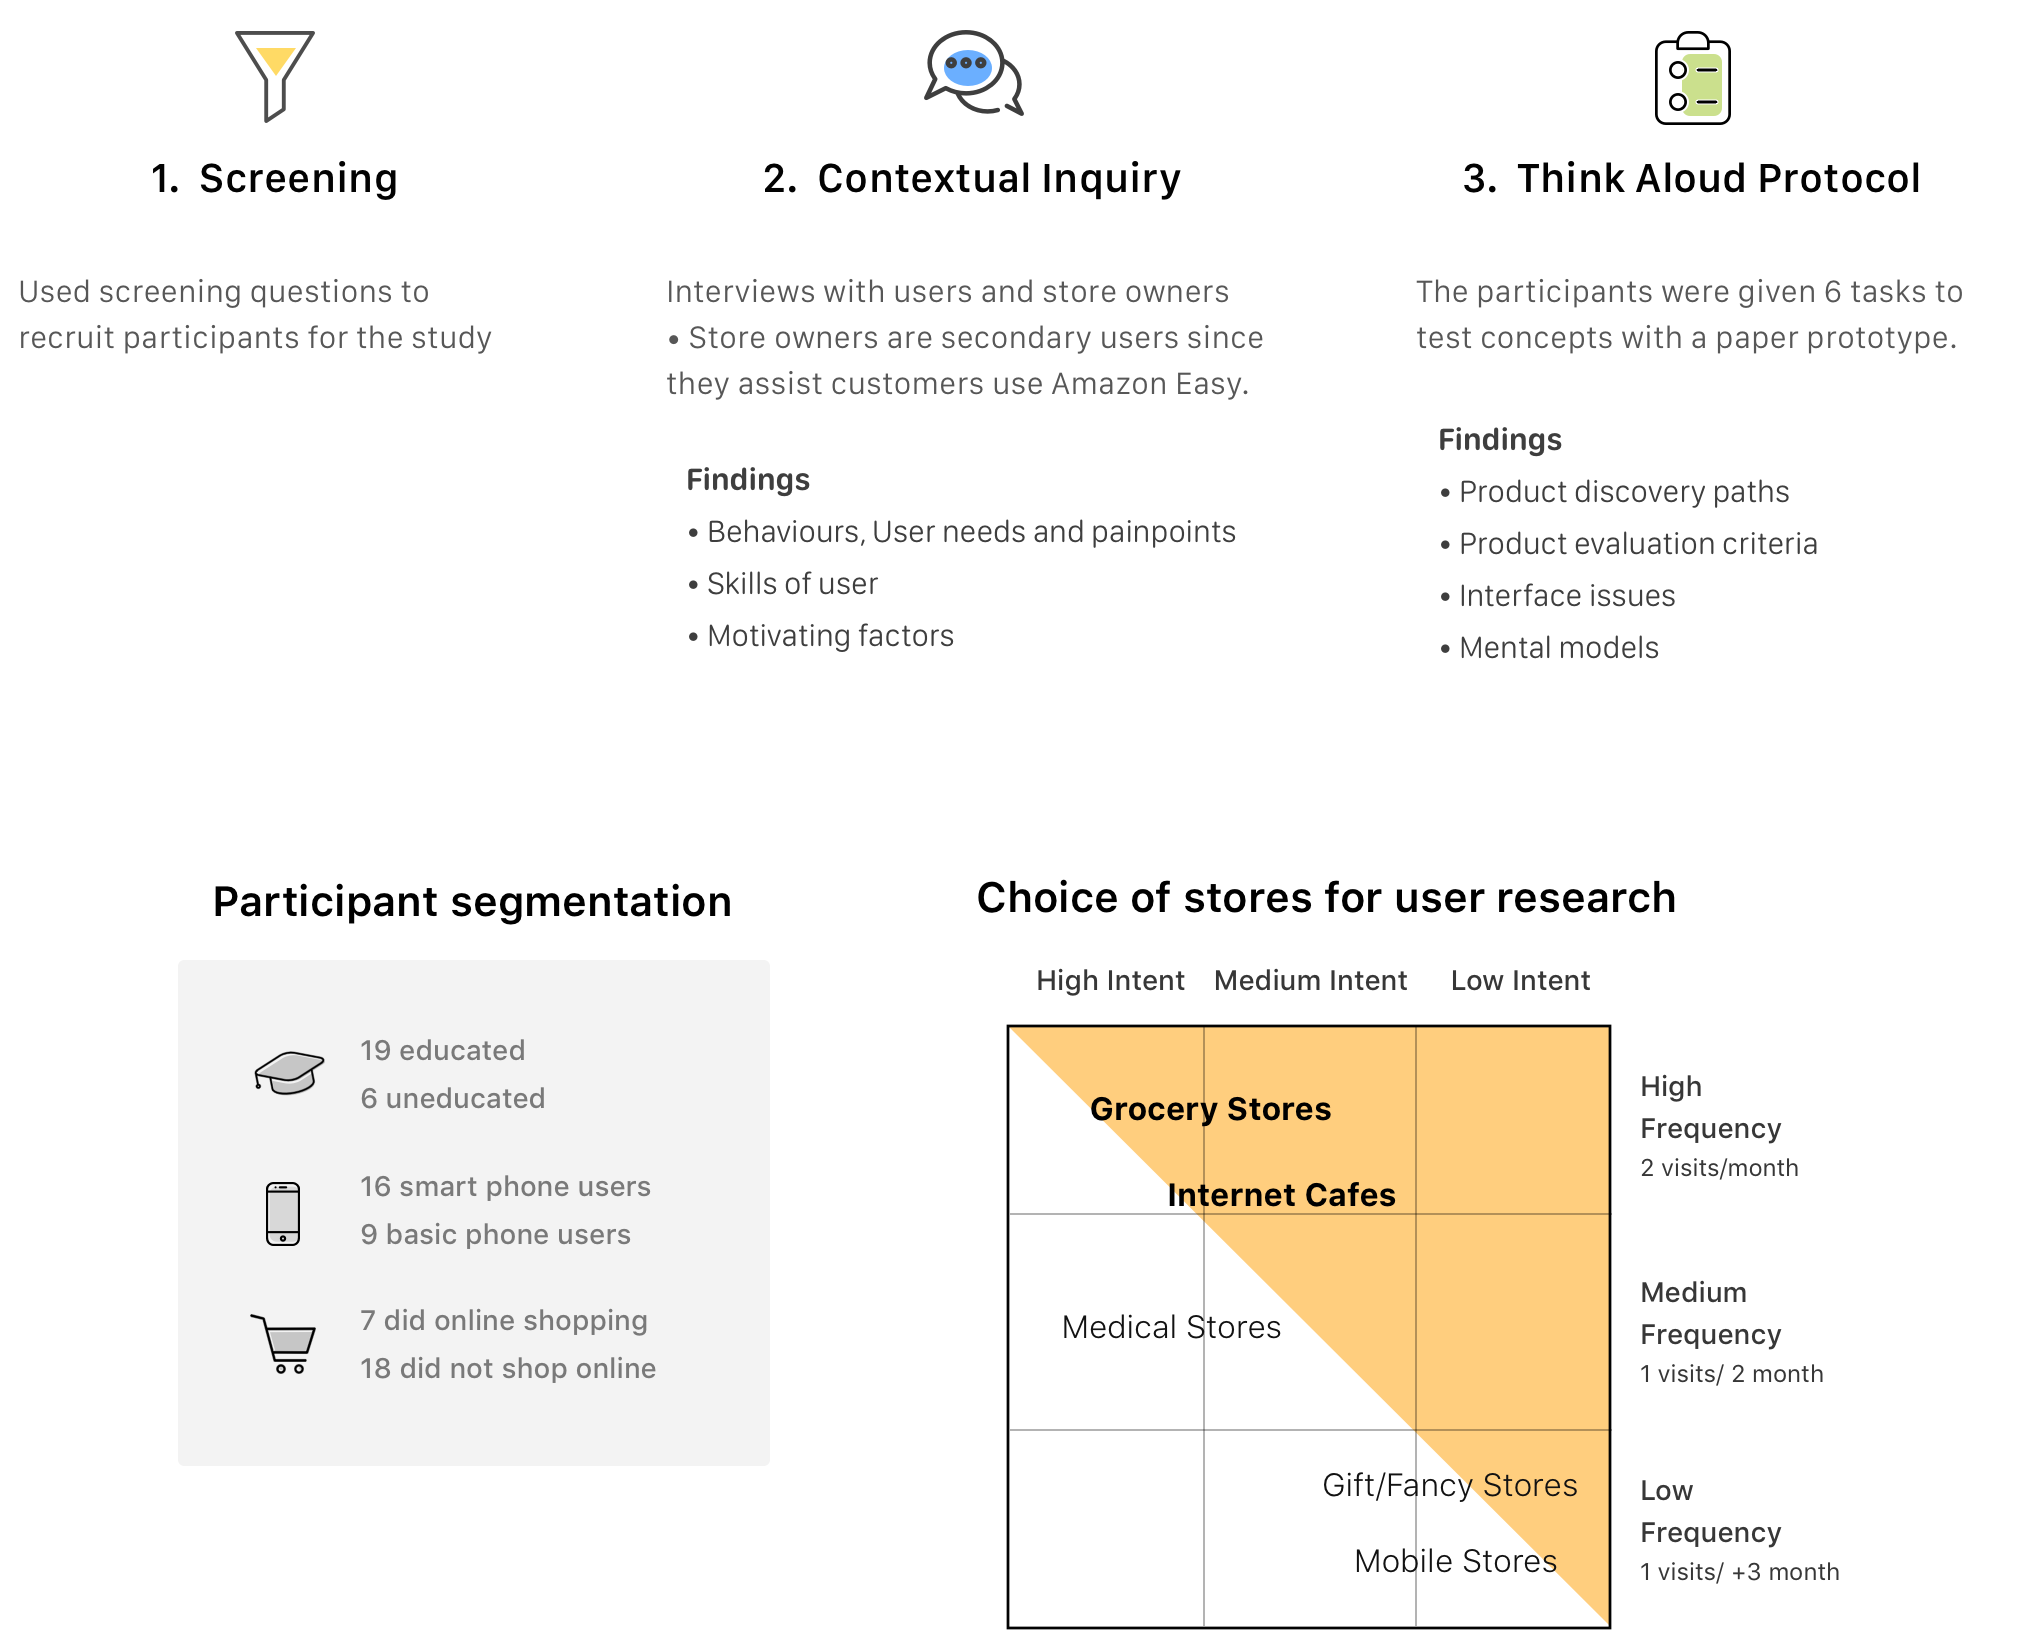 1. Screening
Used screening questions to
recruit participants for the study
2. Contextual Inquiry
Interviews with users and store owners
• Store owners are secondary users since
they assist customers use Amazon Easy.
Findings
• Behaviours, User needs and painpoints
• Skills of user
• Motivating factors
3. Think Aloud Protocol
The participants were given 6 tasks to
test concepts with a paper prototype.
Findings
• Product discovery paths
• Product evaluation criteria
• Interface issues
• Mental models
Participant segmentation
19 educated
6 uneducated
16 smart phone users
9 basic phone users
7 did online shopping
18 did not shop online
Choice of stores for user research
High Intent Medium Intent Low Intent
Grocery Stores
Internet Cafes
Medical Stores
Gift/Fancy Stores
Mobile Stores
High
Frequency
2 visits/month
Medium
Frequency
1 visits/ 2 month
Low
Frequency
1 visits/ +3 month